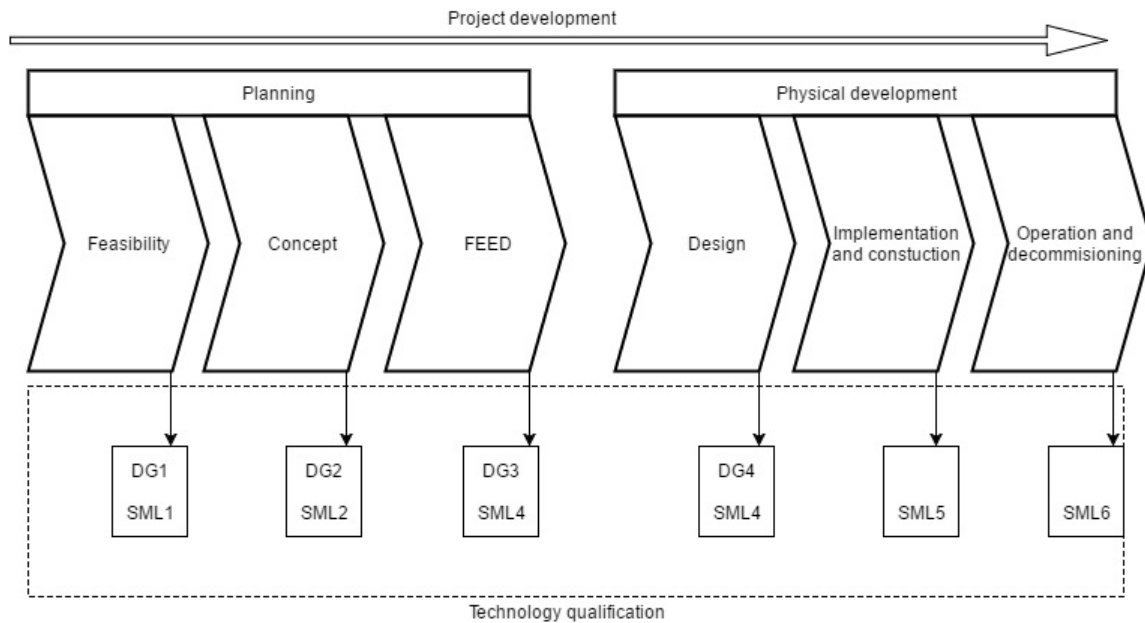 Project development
Planning
Physical development
Feasibility
Concept
FEED
Design
Implementation
and constuction
Operation and
decommisioning
DG1
SML1
DG2
SML2
DG3
SML4
DG4
SML4
SML5
SML6
Technology qualification